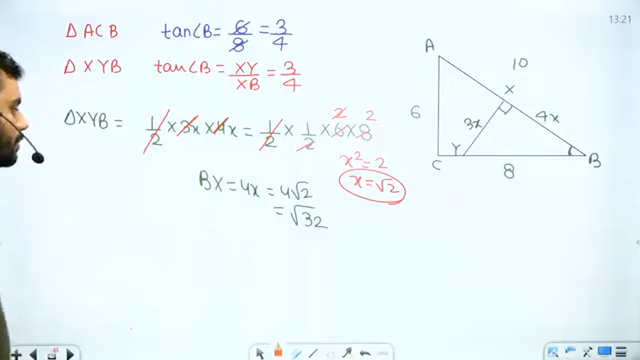 13:21
Δ ACB tan∠B = 6/8 = 3/4
Δ XYB tan∠B = XY/XB = 3/4
ΔXYB = 1/2 × 3x × 4x = 1/2 × 1/2 × 6 × 8
2 2
x² = 2
x = √2
BX = 4x = 4√2
= √32
A
10
X
6
3x
4x
C
Y
B
8